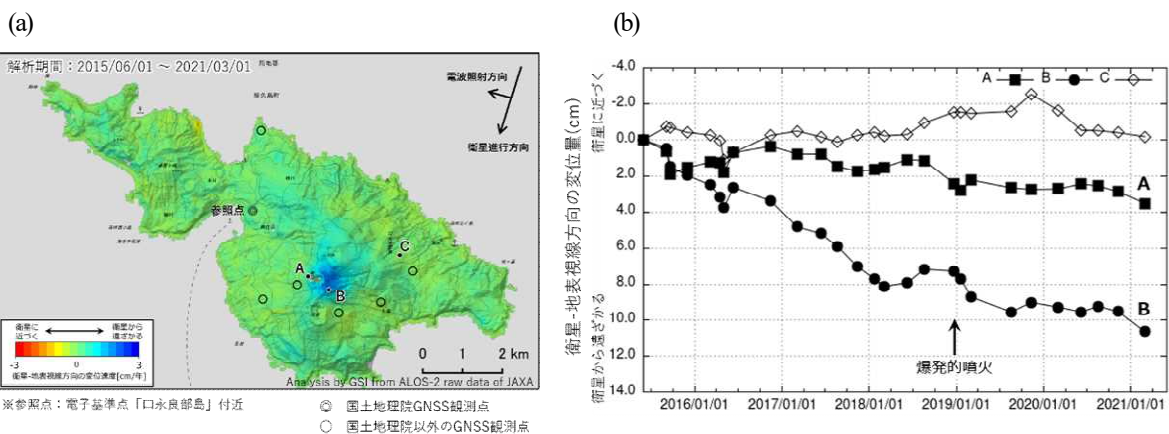 (a)
(b)
解析期間：2015/06/01 ～ 2021/03/01
電波照射方向
衛星進行方向
参照点
A
B
C
衛星に
近づく
衛星から
遠ざかる
-3
0
3
衛星-地表視線方向の変位速度[cm/年]
0 1 2 km
Analysis by GSI from ALOS-2 raw data of JAXA
※参照点：電子基準点「口永良部島」付近
◎ 国土地理院GNSS観測点
○ 国土地理院以外のGNSS観測点
衛星-地表視線方向の変位量(cm)
衛星に近づく
衛星から遠ざかる
-4.0
-2.0
0.0
2.0
4.0
6.0
8.0
10.0
12.0
14.0
A B C
A
B
爆発的噴火
2016/01/01 2017/01/01 2018/01/01 2019/01/01 2020/01/01 2021/01/01